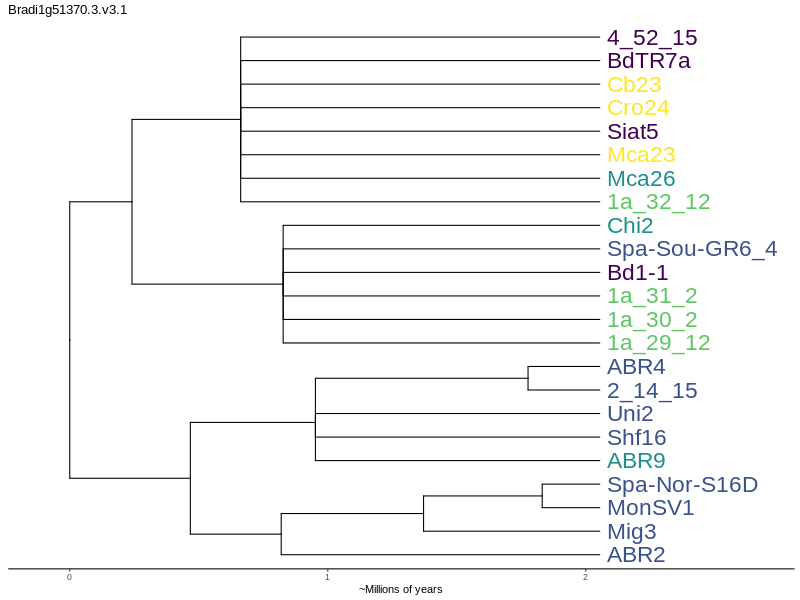 Bradi1g51370.3.v3.1
4_52_15
BdTR7a
Cb23
Cro24
Siat5
Mca23
Mca26
1a_32_12
Chi2
Spa-Sou-GR6_4
Bd1-1
1a_31_2
1a_30_2
1a_29_12
ABR4
2_14_15
Uni2
Shf16
ABR9
Spa-Nor-S16D
MonSV1
Mig3
ABR2
0 1 2
~Millions of years